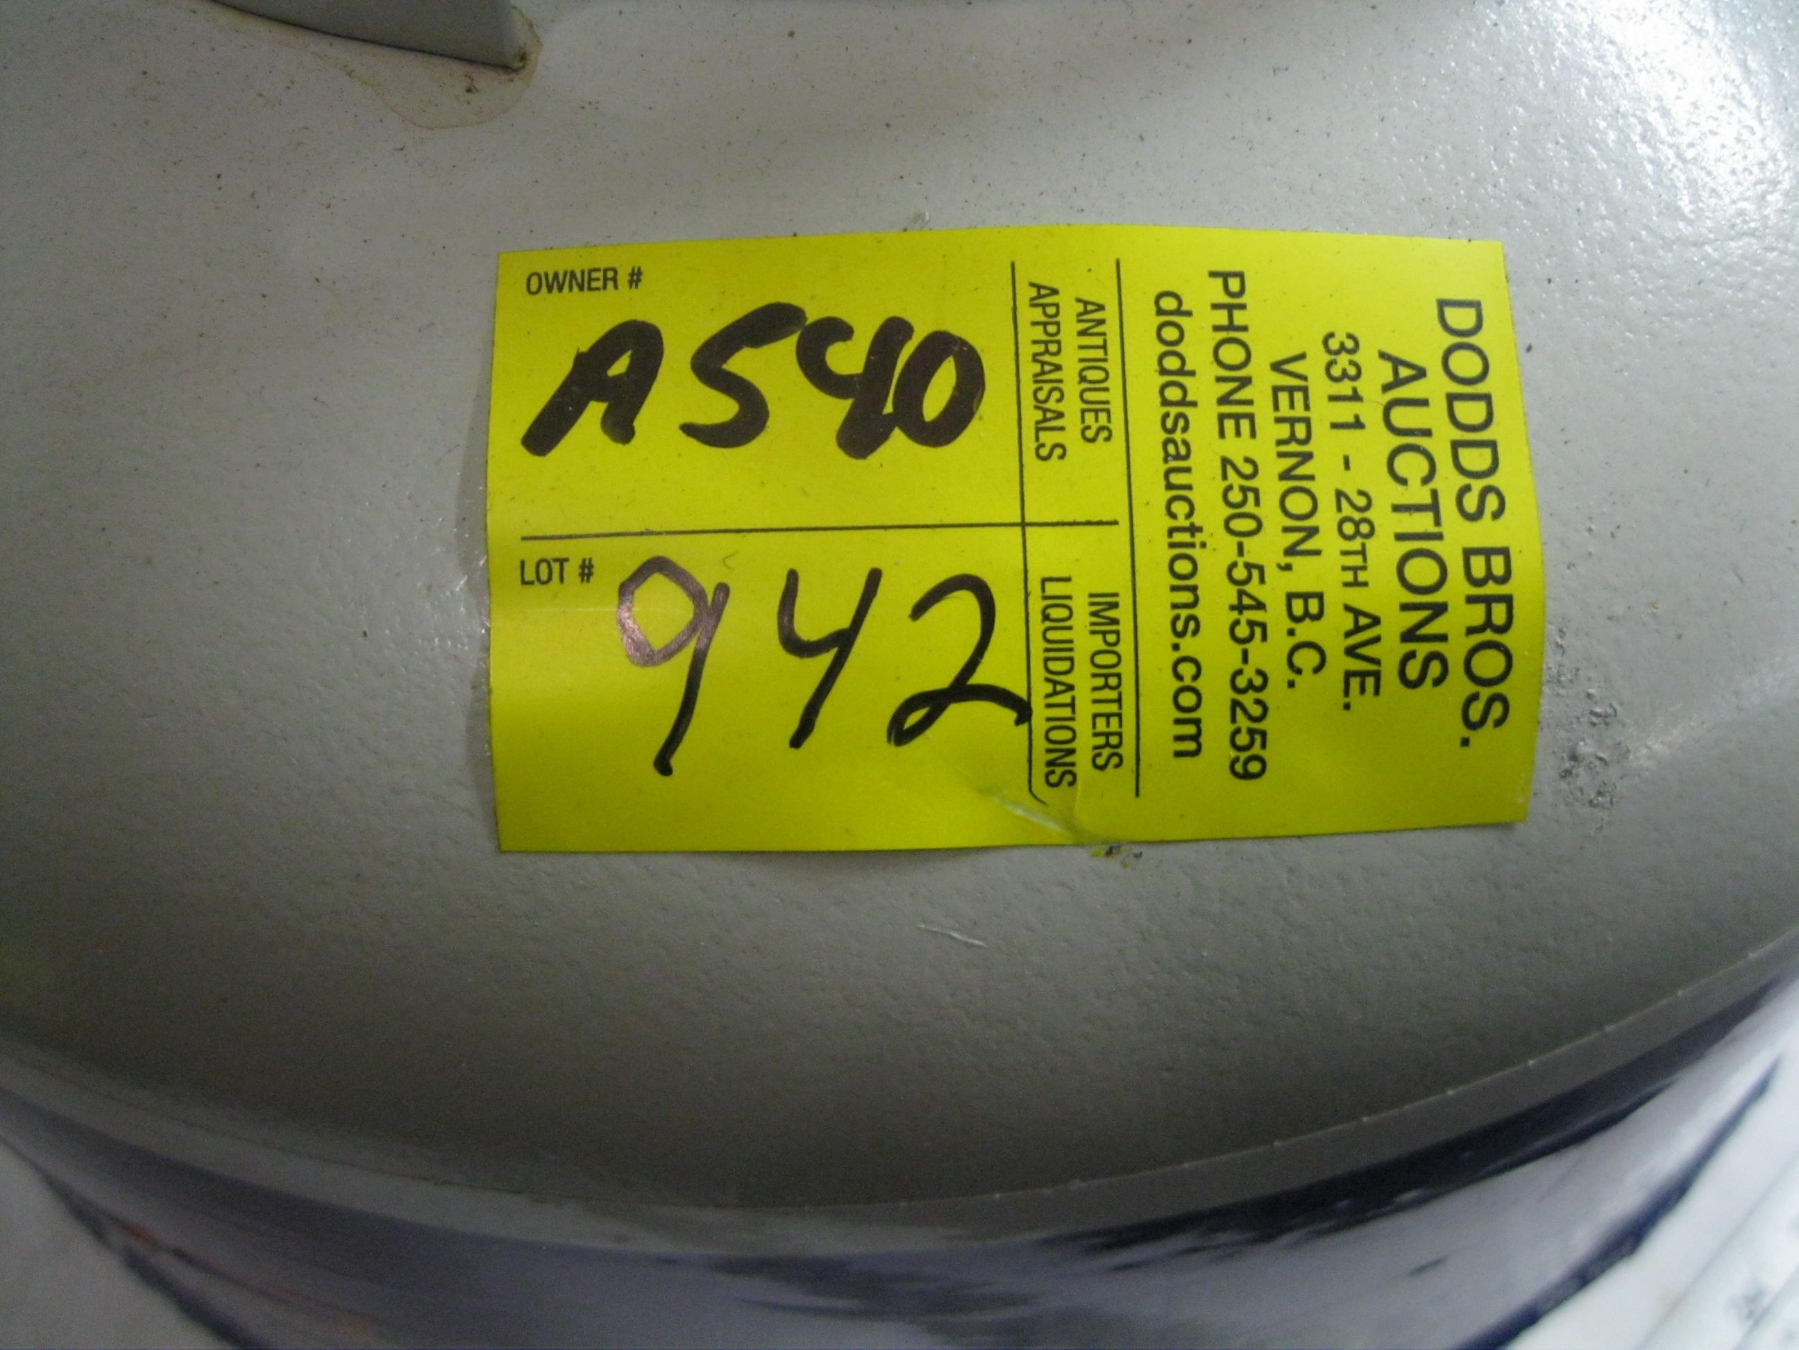 DODDS BROS.
AUCTIONS
3311 - 28TH AVE.
VERNON, B.C.
PHONE 250-545-3259
doddsauctions.com
ANTIQUES
APPRAISALS
IMPORTERS
LIQUIDATIONS
OWNER #
A540
LOT #
942